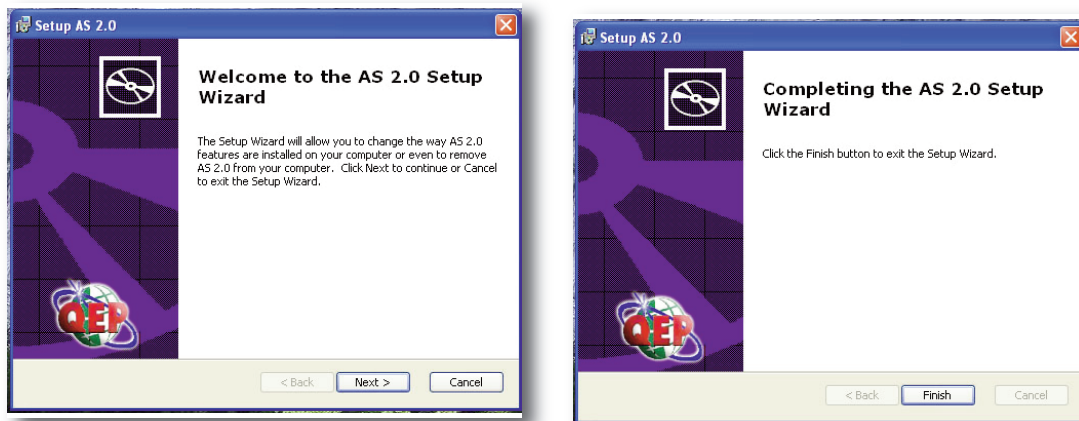 Setup AS 2.0
Welcome to the AS 2.0 Setup
Wizard
The Setup Wizard will allow you to change the way AS 2.0
features are installed on your computer or even to remove
AS 2.0 from your computer. Click Next to continue or Cancel
to exit the Setup Wizard.
QEP
< Back Next > Cancel
Setup AS 2.0
Completing the AS 2.0 Setup
Wizard
Click the Finish button to exit the Setup Wizard.
QEP
< Back Finish Cancel